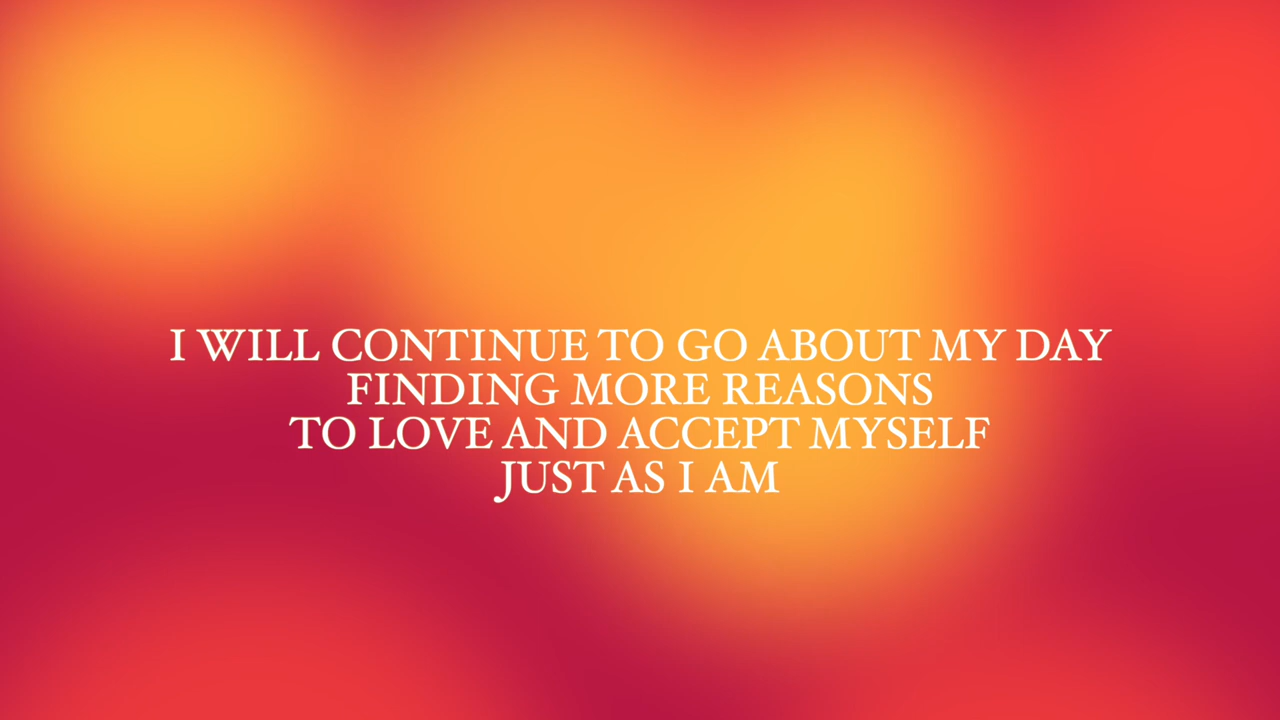 I WILL CONTINUE TO GO ABOUT MY DAY
FINDING MORE REASONS
TO LOVE AND ACCEPT MYSELF
JUST AS I AM